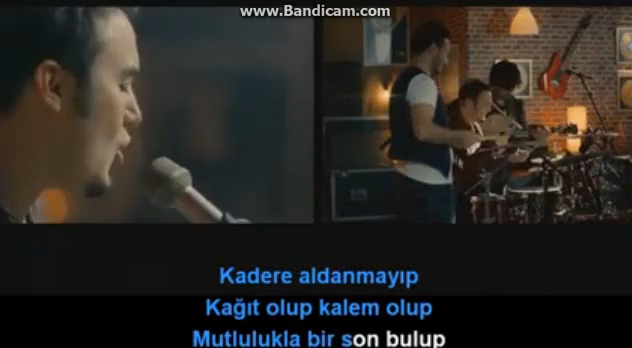 www.Bandicam.com
Kadere aldanmayıp
Kağıt olup kalem olup
Mutlulukla bir son bulup